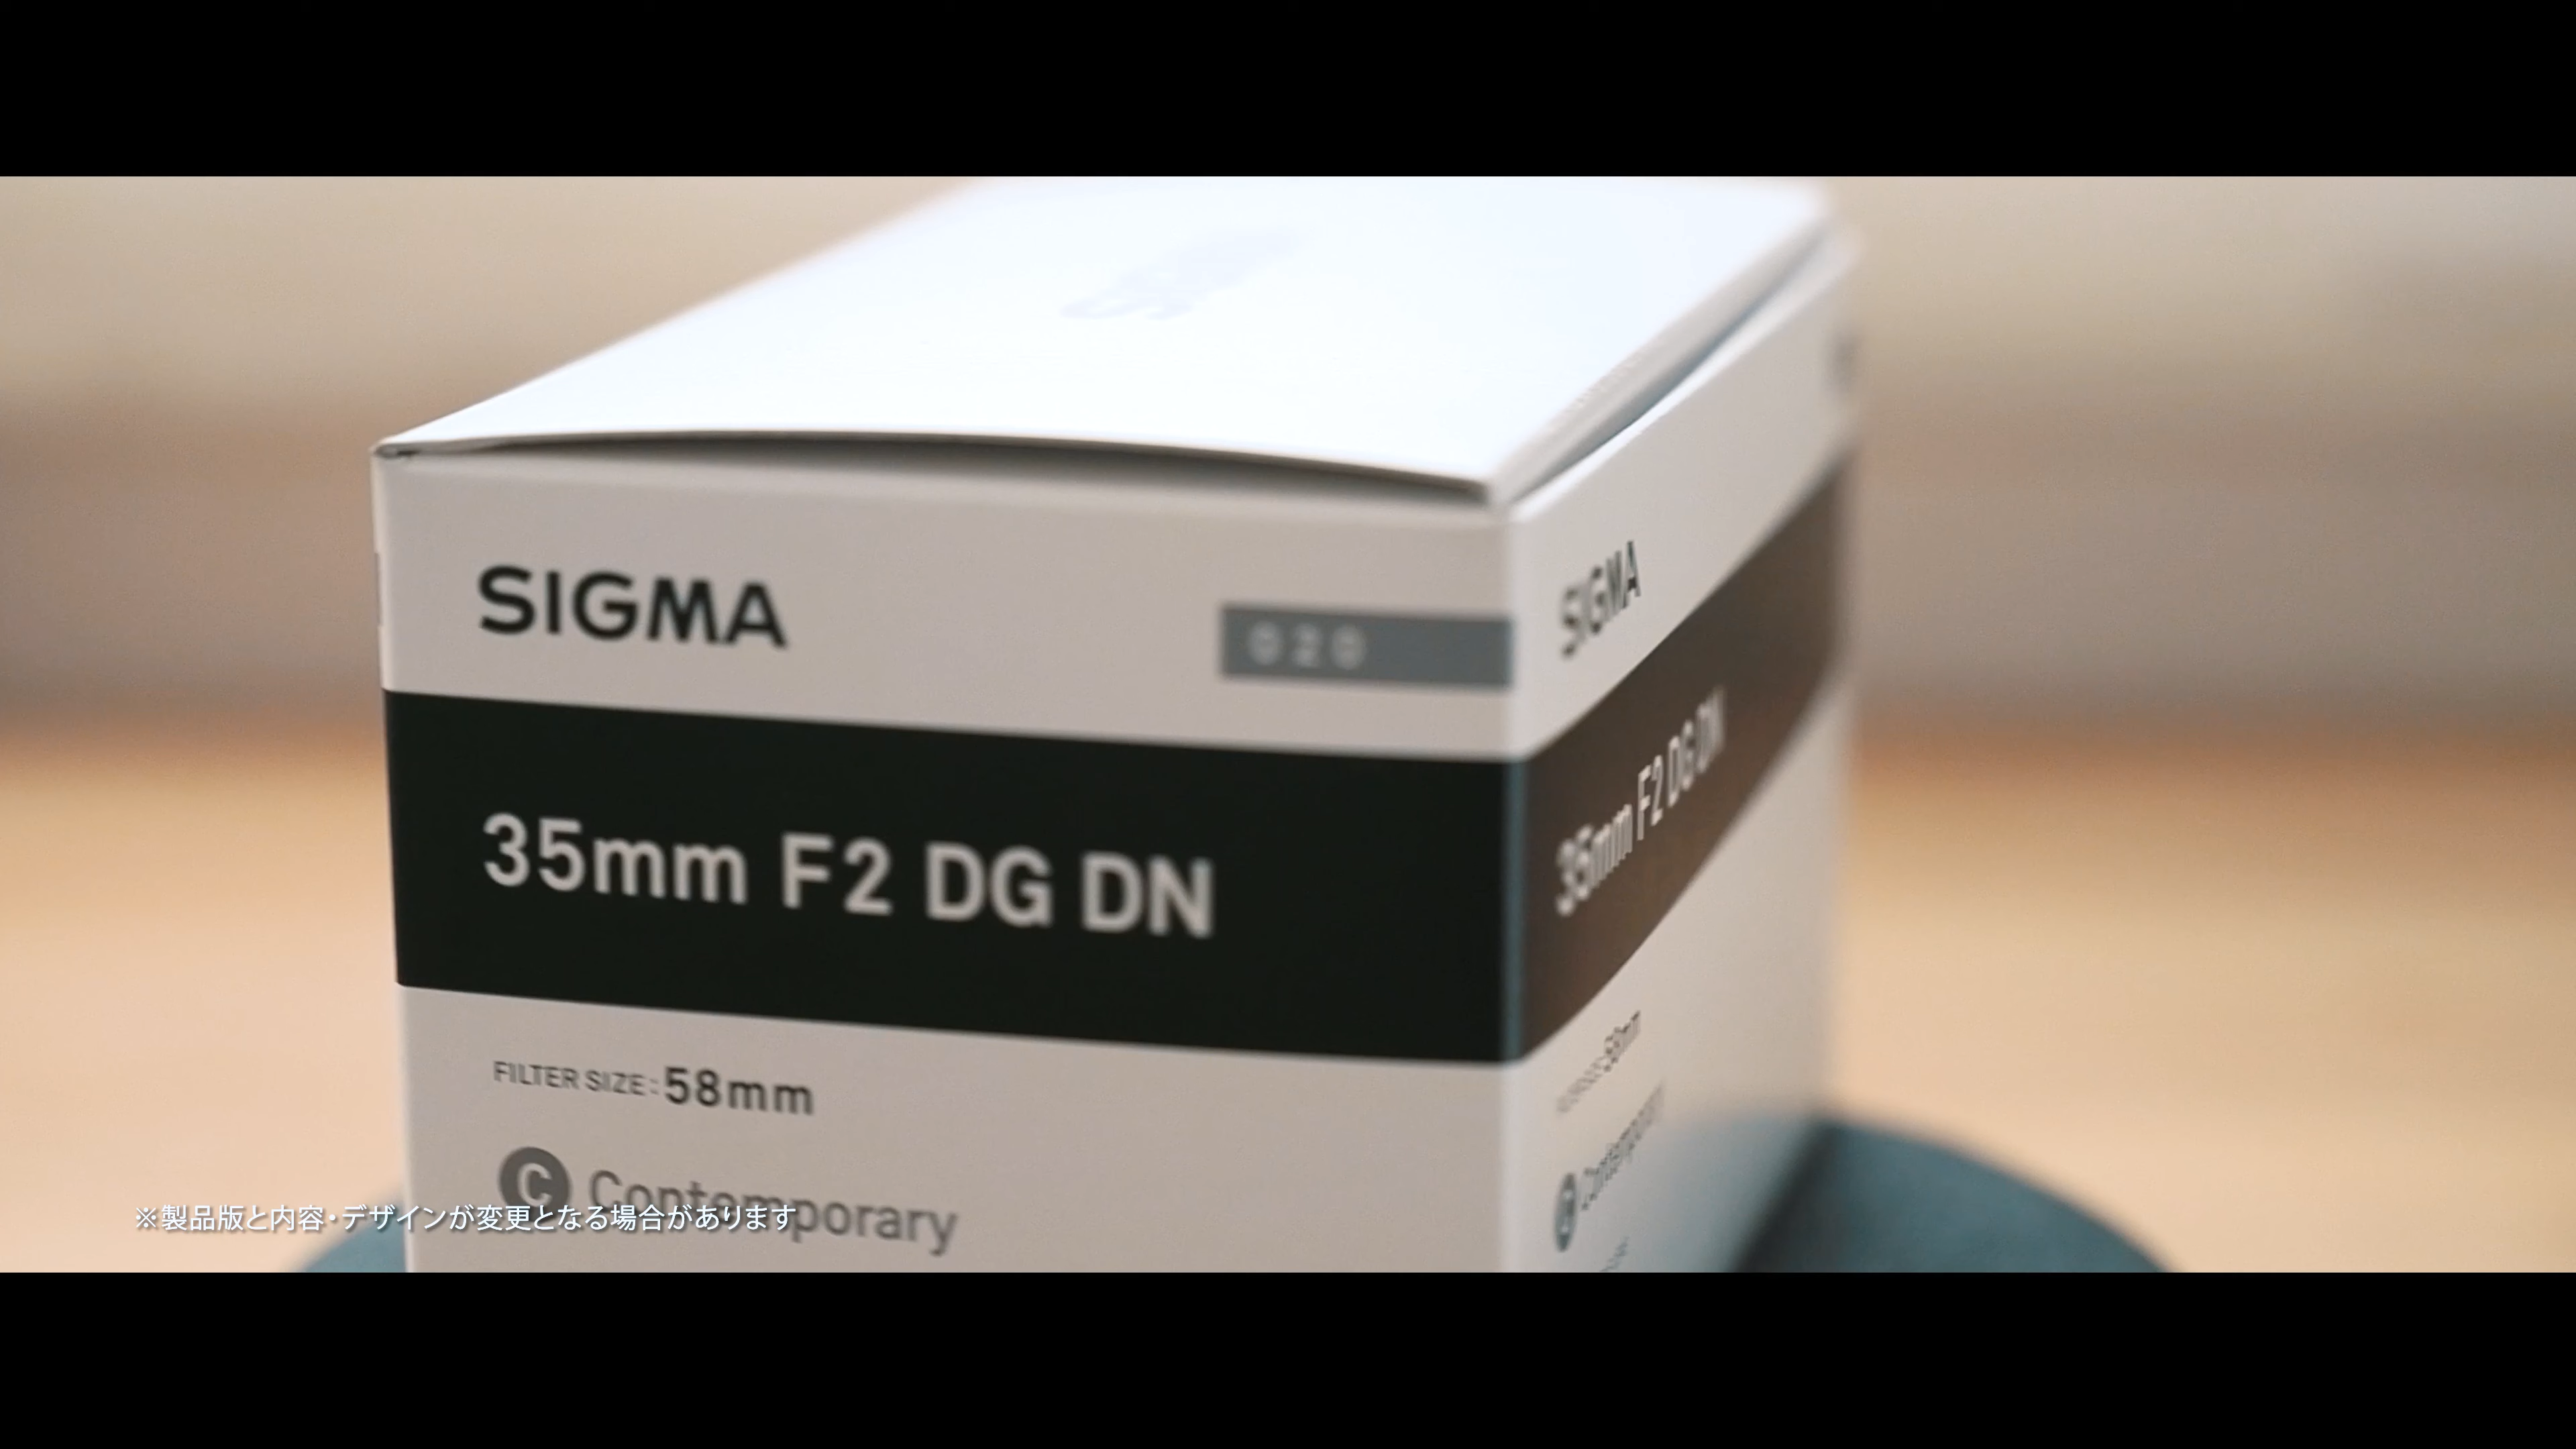 SIGMA
020
35mm F2 DG DN
FILTER SIZE: 58mm
C Contemporary
SIGMA
35mm F2 DG DN
58mm
Contemporary
※製品版と内容・デザインが変更となる場合があります